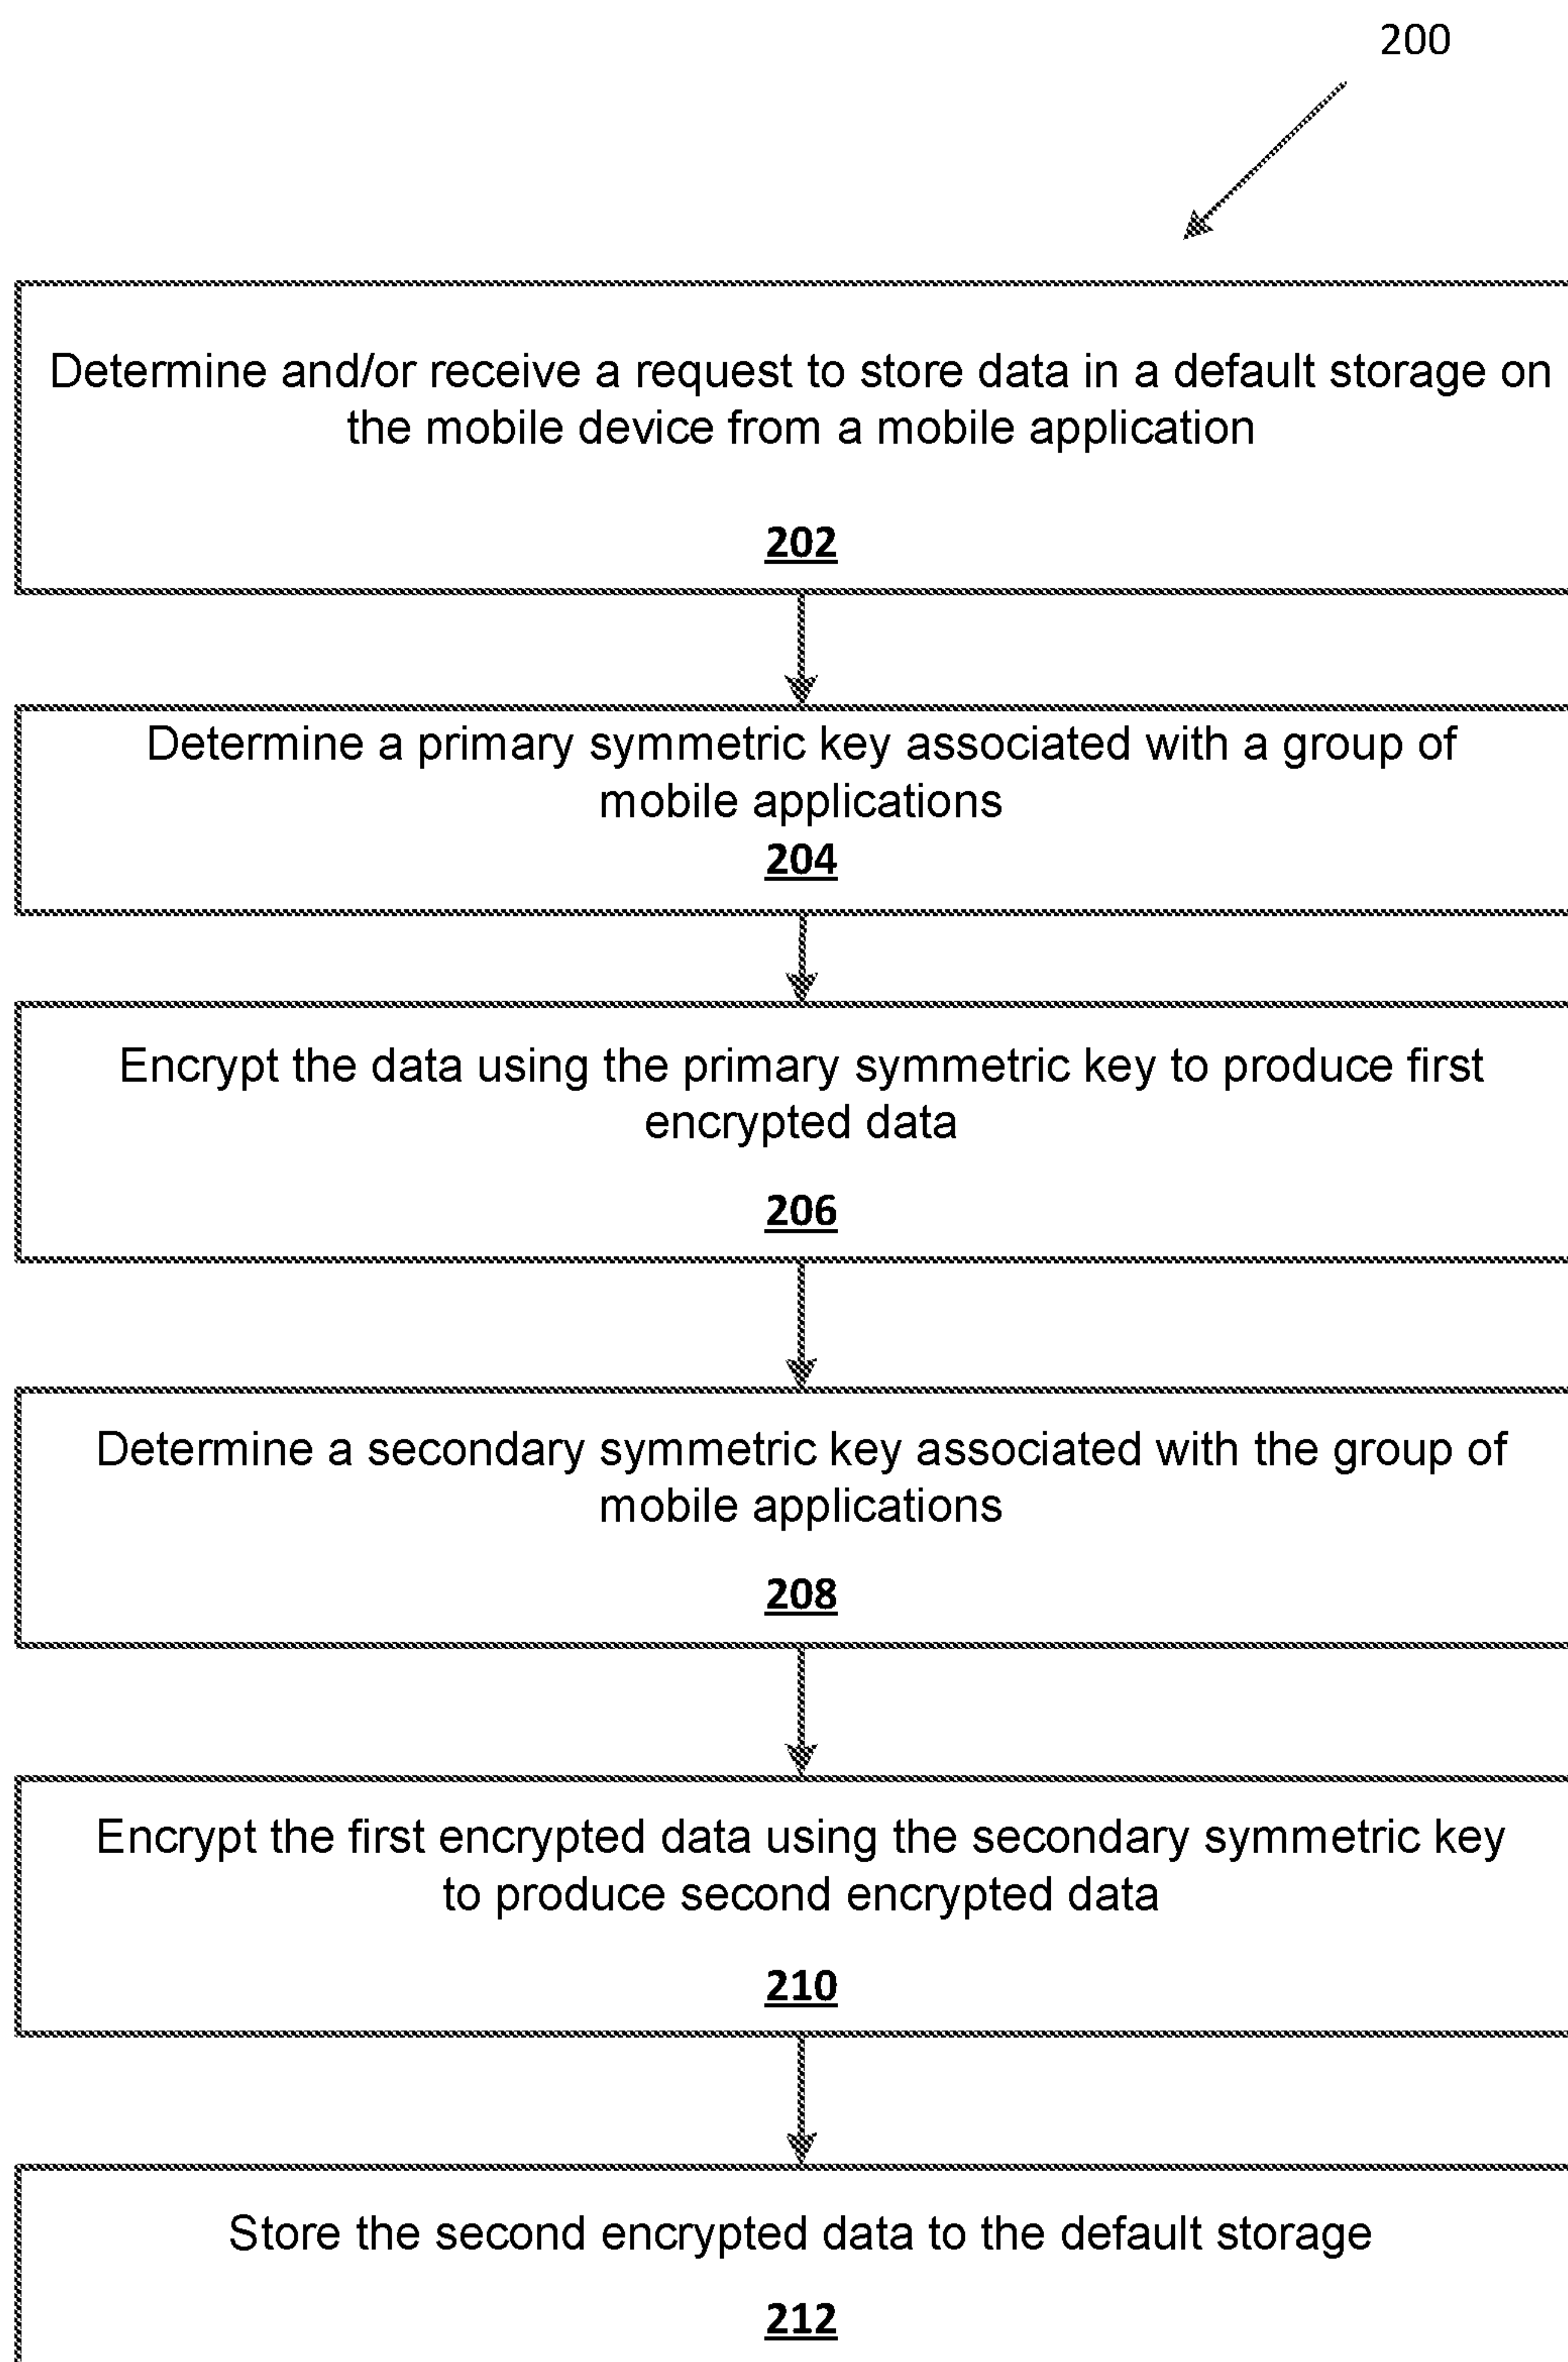 200
Determine and/or receive a request to store data in a default storage on
the mobile device from a mobile application
202
Determine a primary symmetric key associated with a group of
mobile applications
204
Encrypt the data using the primary symmetric key to produce first
encrypted data
206
Determine a secondary symmetric key associated with the group of
mobile applications
208
Encrypt the first encrypted data using the secondary symmetric key
to produce second encrypted data
210
Store the second encrypted data to the default storage
212